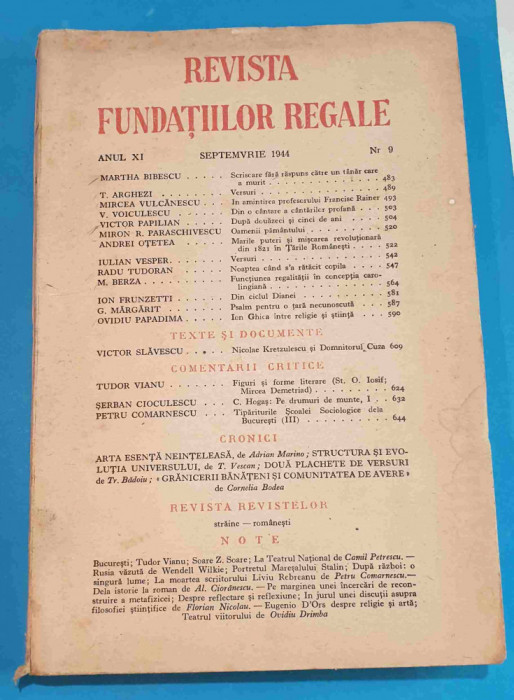 REVISTA
FUNDAȚIILOR REGALE
ANUL XI SEPTEMVRIE 1944 Nr 9
MARTHA BIBESCU . . . . . Scrisoare fără răspuns către un tânăr care
a murit . . . . . . . . . . . . . 483
T. ARGHEZI . . . . . . . Versuri . . . . . . . . . . . . . 489
MIRCEA VULCĂNESCU . . . In amintirea profesorului Francisc Rainer 493
V. VOICULESCU . . . . . Din o cântare a cântărilor profană . . . 503
VICTOR PAPILIAN . . . . . După douăzeci și cinci de ani . . . . . 504
MIRON R. PARASCHIVESCU Oamenii pământului . . . . . . . . . 520
ANDREI OȚETEA . . . . . Marile puteri și mișcarea revoluționară
din 1821 în Țările Românești . . . . 522
IULIAN VESPER. . . . . . Versuri . . . . . . . . . . . . . 542
RADU TUDORAN . . . . . Noaptea când s'a rătăcit copila . . . . 547
M. BERZA . . . . . . . . Funcțiunea regalității în concepția caro-
lingiană . . . . . . . . . . . . . 564
ION FRUNZETTI . . . . . Din ciclul Dianei . . . . . . . . . 581
G. MĂRGĂRIT . . . . . . Psalm pentru o țară necunoscută . . . 587
OVIDIU PAPADIMA . . . . Ion Ghica între religie și știință . . . 590
TEXTE ȘI DOCUMENTE
VICTOR SLĂVESCU . . . . Nicolae Kretzulescu și Domnitorul Cuza 609
COMENTARII CRITICE
TUDOR VIANU . . . . . . . Figuri și forme literare (St. O. Iosif;
Mircea Demetriad) . . . . . . . . . 624
ȘERBAN CIOCULESCU . . . C. Hogaș: Pe drumuri de munte, I . . 632
PETRU COMARNESCU . . . Tipăriturile Școalei Sociologice dela
București (III) . . . . . . . . . . 644
CRONICI
ARTA ESENȚĂ NEINȚELEASĂ, de Adrian Marino; STRUCTURA ȘI EVO-
LUȚIA UNIVERSULUI, de T. Vescan; DOUĂ PLACHETE DE VERSURI
de Tr. Bădoiu; « GRĂNICERII BĂNĂȚENI ȘI COMUNITATEA DE AVERE »
de Cornelia Bodea
REVISTA REVISTELOR
străine — românești
NOTE
București; Tudor Vianu; Soare Z. Soare; La Teatrul Național de Camil Petrescu. —
Rusia văzută de Wendell Wilkie; Portretul Mareșalului Stalin; După război: o
singură lume; La moartea scriitorului Liviu Rebreanu de Petru Comarnescu.—
Dela istorie la roman de Al. Ciorănescu. — Pe marginea unei încercări de recon-
struire a metafizicei; Despre reflectare și reflexiune; In jurul unei discuții asupra
filosofiei științifice de Florian Nicolau. — Eugenio D'Ors despre religie și artă;
Teatrul viitorului de Ovidiu Drimba